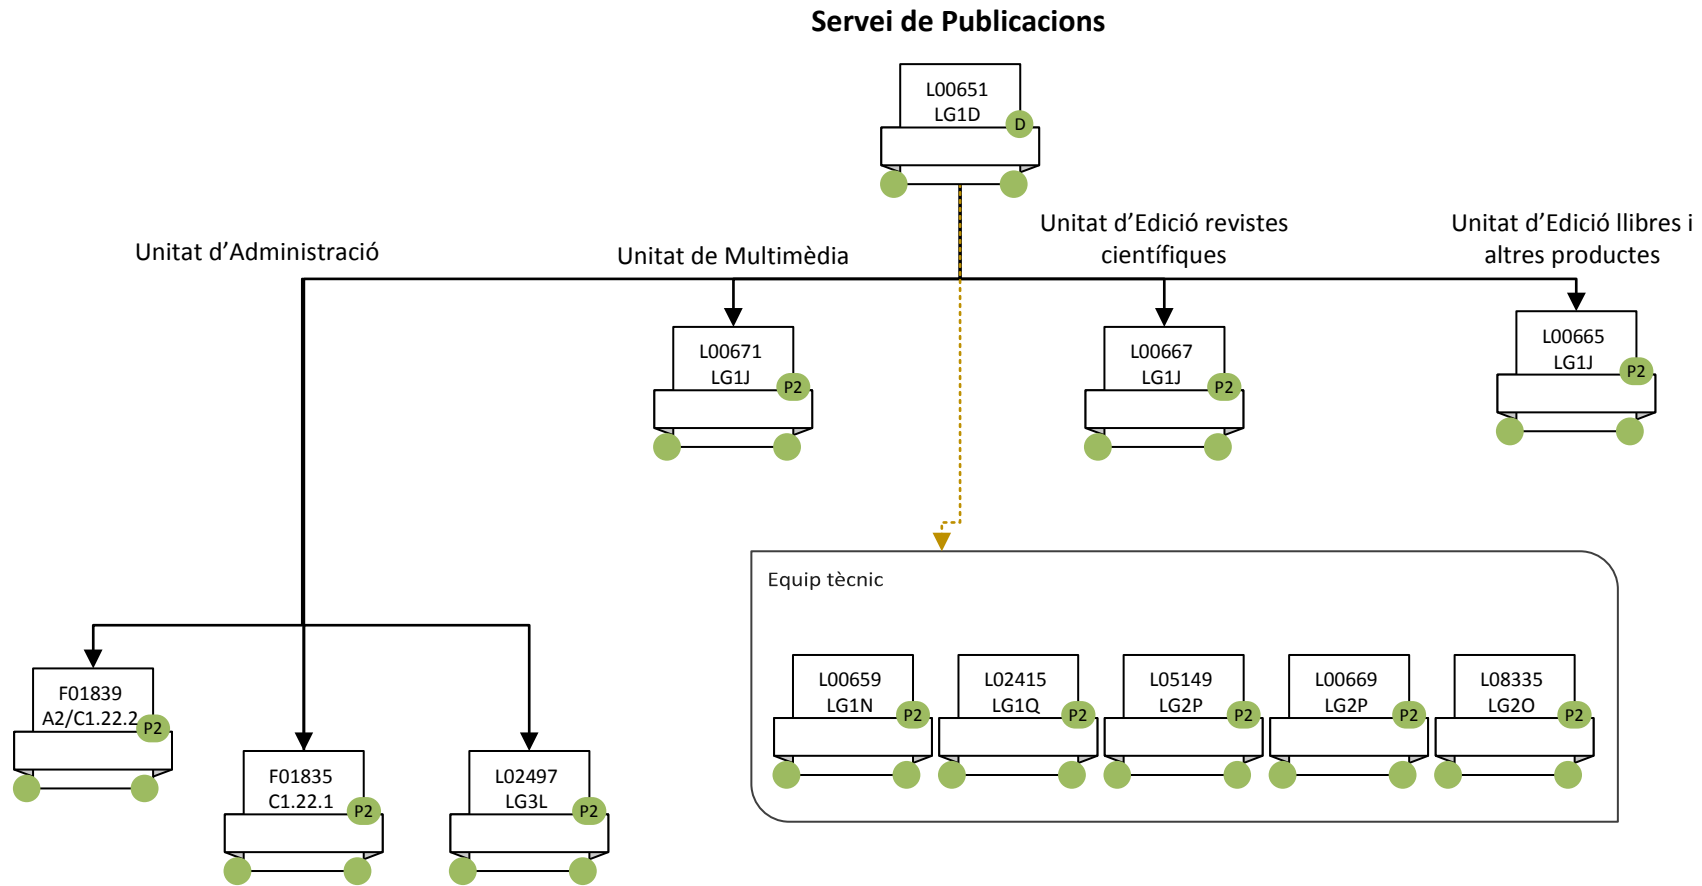 Servei de Publicacions
L00651
LG1D
D
Unitat d’Administració
Unitat de Multimèdia
Unitat d’Edició revistes
científiques
Unitat d’Edició llibres i
altres productes
L00671
LG1J
P2
L00667
LG1J
P2
L00665
LG1J
P2
Equip tècnic
F01839
A2/C1.22.2
P2
F01835
C1.22.1
P2
L02497
LG3L
P2
L00659
LG1N
P2
L02415
LG1Q
P2
L05149
LG2P
P2
L00669
LG2P
P2
L08335
LG2O
P2